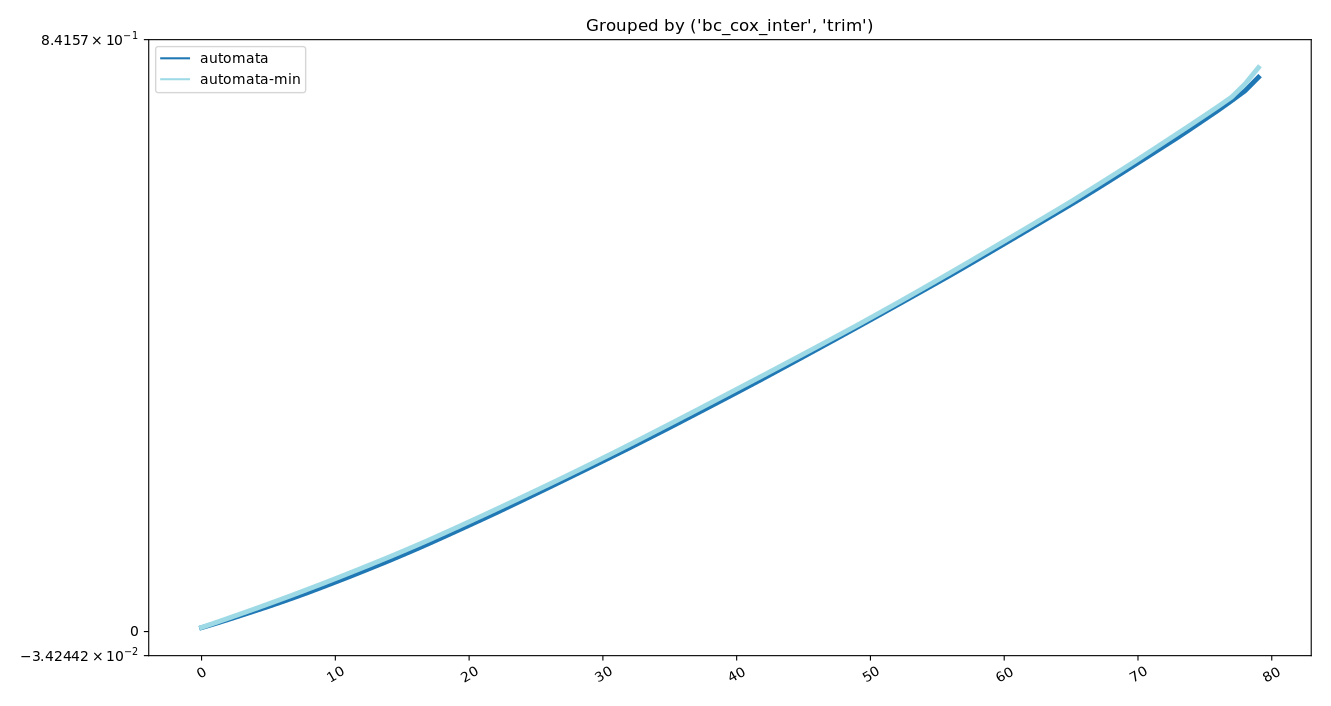 Grouped by ('bc_cox_inter', 'trim')
8.4157 × 10⁻¹
automata
automata-min
0
−3.42442 × 10⁻²
0 10 20 30 40 50 60 70 80